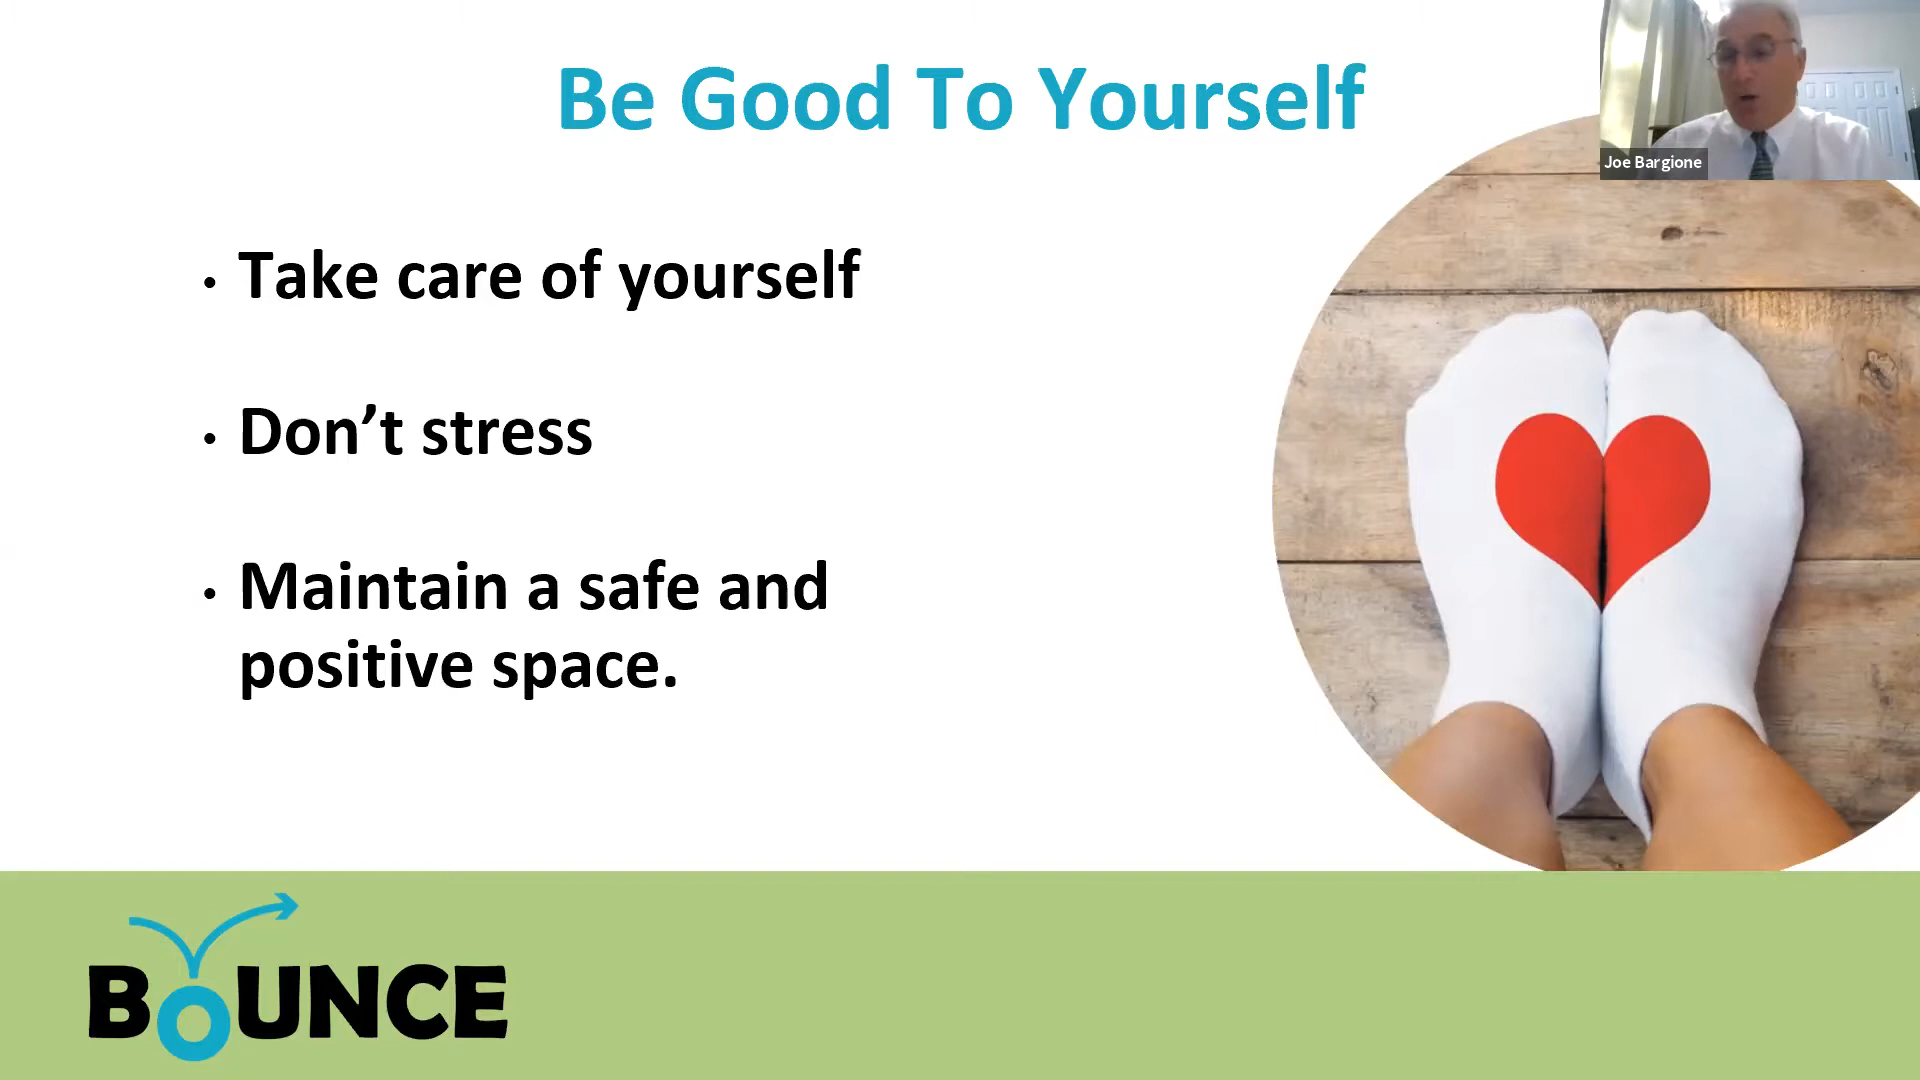 Be Good To Yourself
Joe Bargione
• Take care of yourself
• Don’t stress
• Maintain a safe and
positive space.
BOUNCE